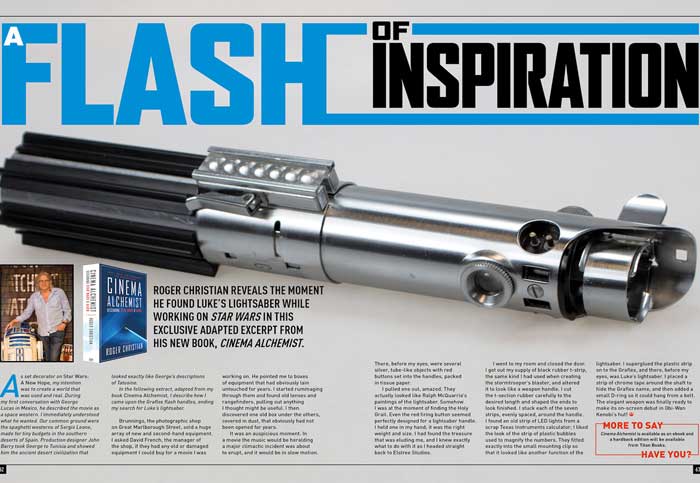 A FLASH OF INSPIRATION
CINEMA
ALCHEMIST
ROGER CHRISTIAN
ROGER CHRISTIAN REVEALS THE MOMENT
HE FOUND LUKE'S LIGHTSABER WHILE
WORKING ON STAR WARS IN THIS
EXCLUSIVE ADAPTED EXCERPT FROM
HIS NEW BOOK, CINEMA ALCHEMIST.
As set decorator on Star Wars:
A New Hope, my intention
was to create a world that
was used and real. During
my first conversation with George
Lucas in Mexico, he described the movie as
a space western. I immediately understood
what he wanted. Our common ground were
the spaghetti westerns of Sergio Leone,
made for tiny budgets in the southern
deserts of Spain. Production designer John
Barry took George to Tunisia and showed
him the ancient desert civilization that
looked exactly like George's descriptions
of Tatooine.
In the following extract, adapted from my
book Cinema Alchemist, I describe how I
came upon the Graflex flash handles, ending
my search for Luke's lightsaber.
Brunnings, the photographic shop
on Great Marlborough Street, sold a huge
array of new and second-hand equipment.
I asked David French, the manager of
the shop, if they had any old or damaged
equipment I could buy for a movie I was
working on. He pointed me to boxes
of equipment that had obviously lain
untouched for years. I started rummaging
through them and found old lenses and
rangefinders, pulling out anything
I thought might be useful. I then
discovered one old box under the others,
covered in dust, that obviously had not
been opened for years.
It was an auspicious moment. In
a movie the music would be heralding
a major climactic incident was about
to erupt, and it would be in slow motion.
There, before my eyes, were several
silver, tube-like objects with red
buttons set into the handles, packed
in tissue paper.
I pulled one out, amazed. They
actually looked like Ralph McQuarrie's
paintings of the lightsaber. Somehow
I was at the moment of finding the Holy
Grail. Even the red firing button seemed
perfectly designed for a lightsaber handle.
I held one in my hand, it was the right
weight and size. I had found the treasure
that was eluding me, and I knew exactly
what to do with it as I headed straight
back to Elstree Studios.
I went to my room and closed the door.
I got out my supply of black rubber t-strip,
the same kind I had used when creating
the stormtrooper's blaster, and altered
it to look like a weapon handle. I cut
the t-section rubber carefully to the
desired length and shaped the ends to
look finished. I stuck each of the seven
strips, evenly spaced, around the handle.
I found an old strip of LED lights from a
scrap Texas Instruments calculator; I liked
the look of the strip of plastic bubbles
used to magnify the numbers. They fitted
exactly into the small mounting clip so
that it looked like another function of the
lightsaber. I superglued the plastic strip
on to the Graflex, and there, before my
eyes, was Luke's lightsaber. I placed a
strip of chrome tape around the shaft to
hide the Graflex name, and then added a
small D-ring so it could hang from a belt.
The elegant weapon was finally ready to
make its on-screen debut in Obi-Wan
Kenobi's hut!
MORE TO SAY
Cinema Alchemist is available as an ebook and
a hardback edition will be available
from Titan Books.
HAVE YOU?